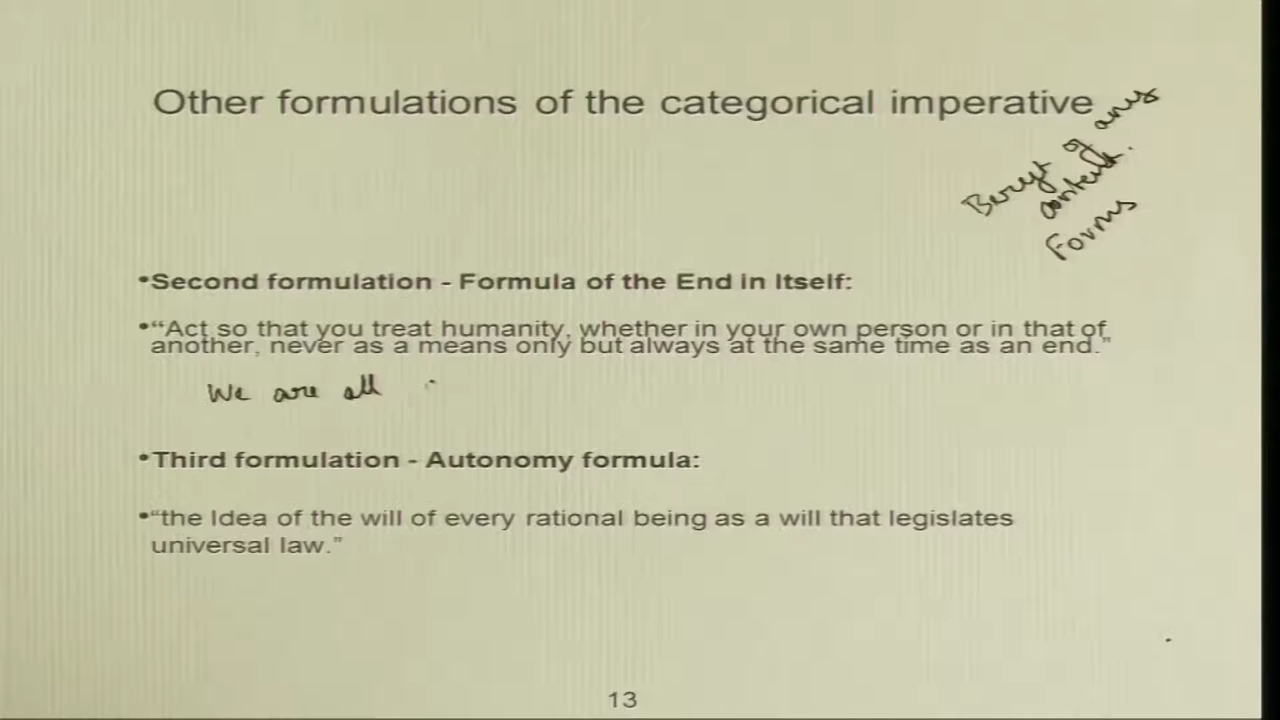 Other formulations of the categorical imperative
of any
content.
Forms
•Second formulation - Formula of the End in Itself:
•“Act so that you treat humanity, whether in your own person or in that of
another, never as a means only but always at the same time as an end.”
We are all
•Third formulation - Autonomy formula:
•“the Idea of the will of every rational being as a will that legislates
universal law.”
13